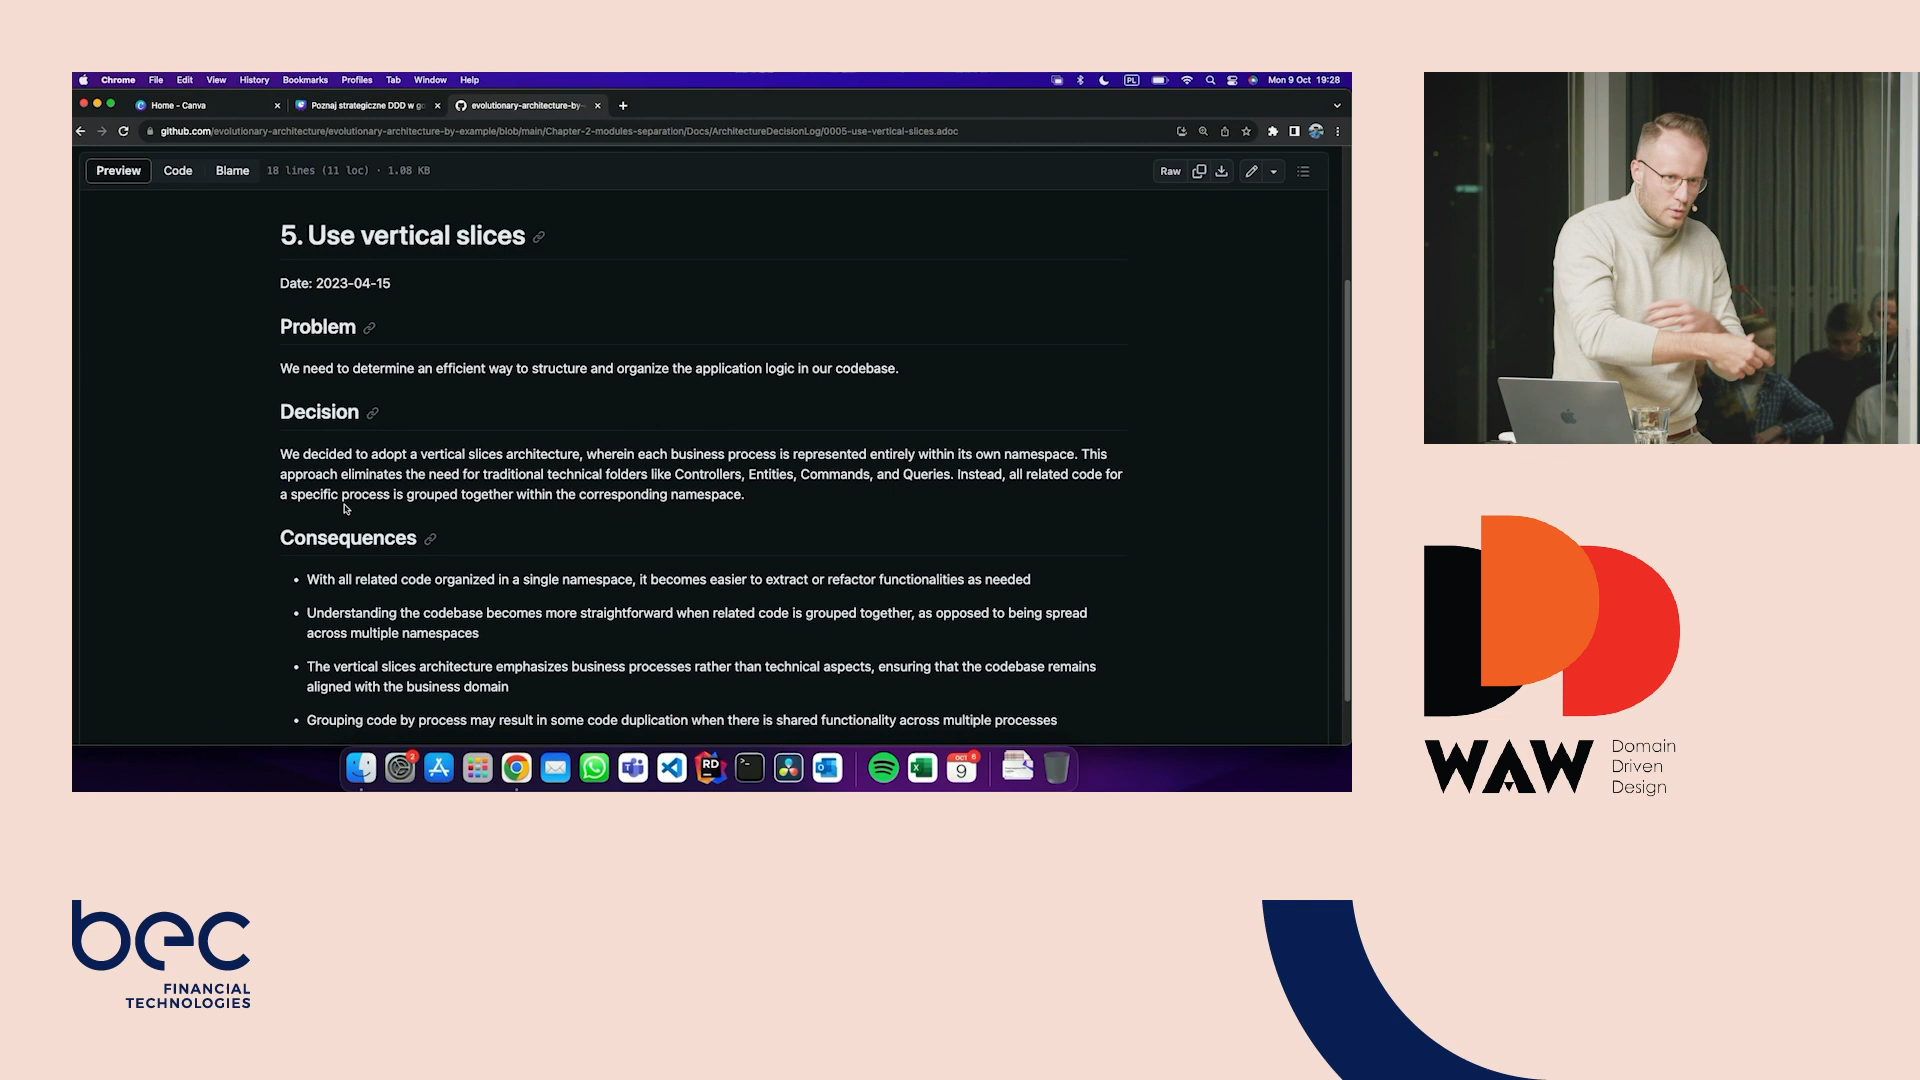 Chrome File Edit View History Bookmarks Profiles Tab Window Help PL Mon 9 Oct 19:28
Home - Canva Poznaj strategiczne DDD w go evolutionary-architecture-by-
github.com/evolutionary-architecture/evolutionary-architecture-by-example/blob/main/Chapter-2-modules-separation/Docs/ArchitectureDecisionLog/0005-use-vertical-slices.adoc
Preview Code Blame 18 lines (11 loc) · 1.08 KB Raw
5. Use vertical slices
Date: 2023-04-15
Problem
We need to determine an efficient way to structure and organize the application logic in our codebase.
Decision
We decided to adopt a vertical slices architecture, wherein each business process is represented entirely within its own namespace. This
approach eliminates the need for traditional technical folders like Controllers, Entities, Commands, and Queries. Instead, all related code for
a specific process is grouped together within the corresponding namespace.
Consequences
• With all related code organized in a single namespace, it becomes easier to extract or refactor functionalities as needed
• Understanding the codebase becomes more straightforward when related code is grouped together, as opposed to being spread
across multiple namespaces
• The vertical slices architecture emphasizes business processes rather than technical aspects, ensuring that the codebase remains
aligned with the business domain
• Grouping code by process may result in some code duplication when there is shared functionality across multiple processes
2 RD OCT 9
WAW
Domain
Driven
Design
bec
FINANCIAL
TECHNOLOGIES